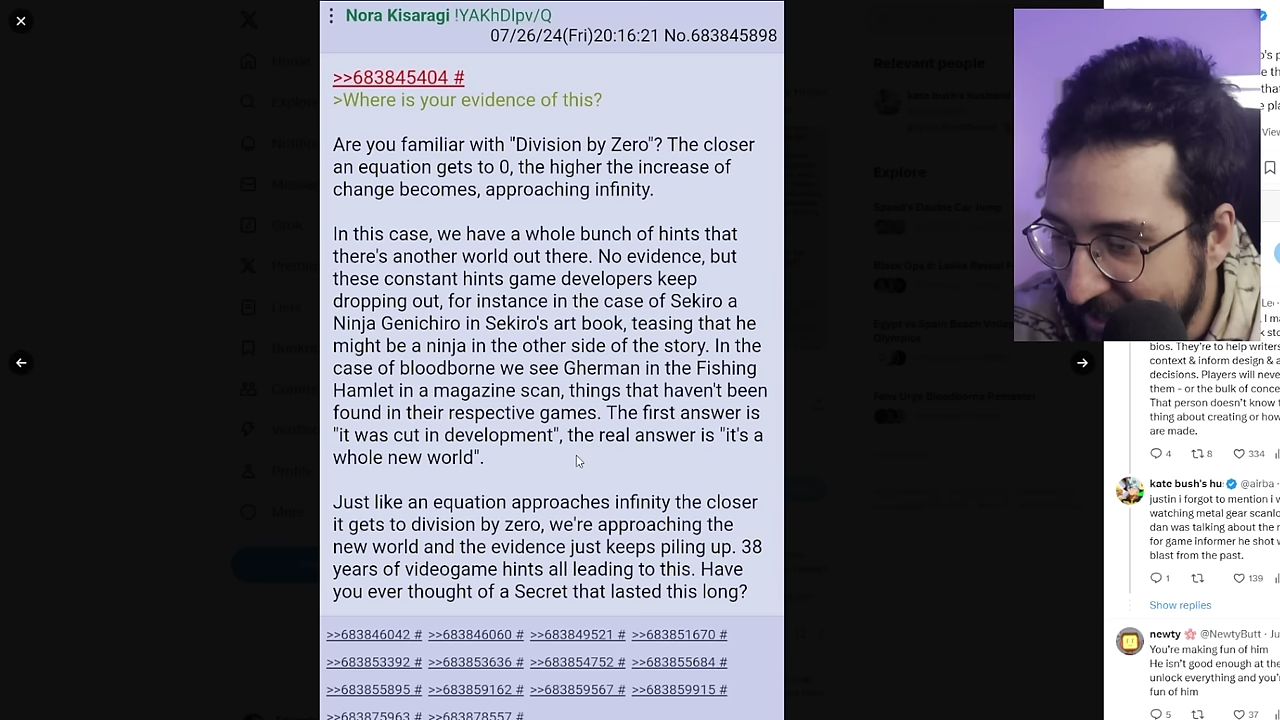 Nora Kisaragi !YAKhDlpv/Q
07/26/24(Fri)20:16:21 No.683845898
>>683845404 #
>Where is your evidence of this?
Are you familiar with "Division by Zero"? The closer
an equation gets to 0, the higher the increase of
change becomes, approaching infinity.
In this case, we have a whole bunch of hints that
there's another world out there. No evidence, but
these constant hints game developers keep
dropping out, for instance in the case of Sekiro a
Ninja Genichiro in Sekiro's art book, teasing that he
might be a ninja in the other side of the story. In the
case of bloodborne we see Gherman in the Fishing
Hamlet in a magazine scan, things that haven't been
found in their respective games. The first answer is
"it was cut in development", the real answer is "it's a
whole new world".
Just like an equation approaches infinity the closer
it gets to division by zero, we're approaching the
new world and the evidence just keeps piling up. 38
years of videogame hints all leading to this. Have
you ever thought of a Secret that lasted this long?
>>683846042 # >>683846060 # >>683849521 # >>683851670 #
>>683853392 # >>683853636 # >>683854752 # >>683855684 #
>>683855895 # >>683859162 # >>683859567 # >>683859915 #
>>683875963 # >>683878557 #
Relevant people
Explore
bios. They're to help writers
context & inform design & a
decisions. Players will neve
them - or the bulk of conce
That person doesn't know t
thing about creating or how
are made.
4 8 334
kate bush's hu @airba ·
justin i forgot to mention i w
watching metal gear scanlo
dan was talking about the r
for game informer he shot w
blast from the past.
1 139
Show replies
newty @NewtyButt · Ju
You're making fun of him
He isn't good enough at the
unlock everything and you'
fun of him
5 37